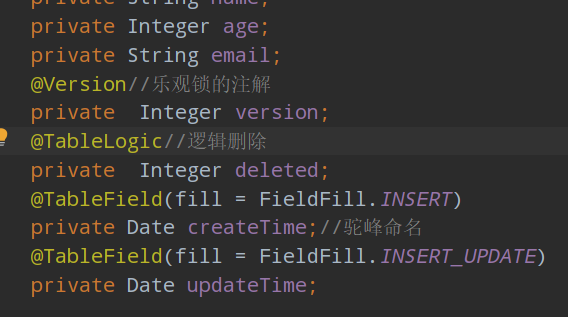 private String name;
private Integer age;
private String email;
@Version//乐观锁的注解
private  Integer version;
@TableLogic//逻辑删除
private  Integer deleted;
@TableField(fill = FieldFill.INSERT)
private Date createTime;//驼峰命名
@TableField(fill = FieldFill.INSERT_UPDATE)
private Date updateTime;